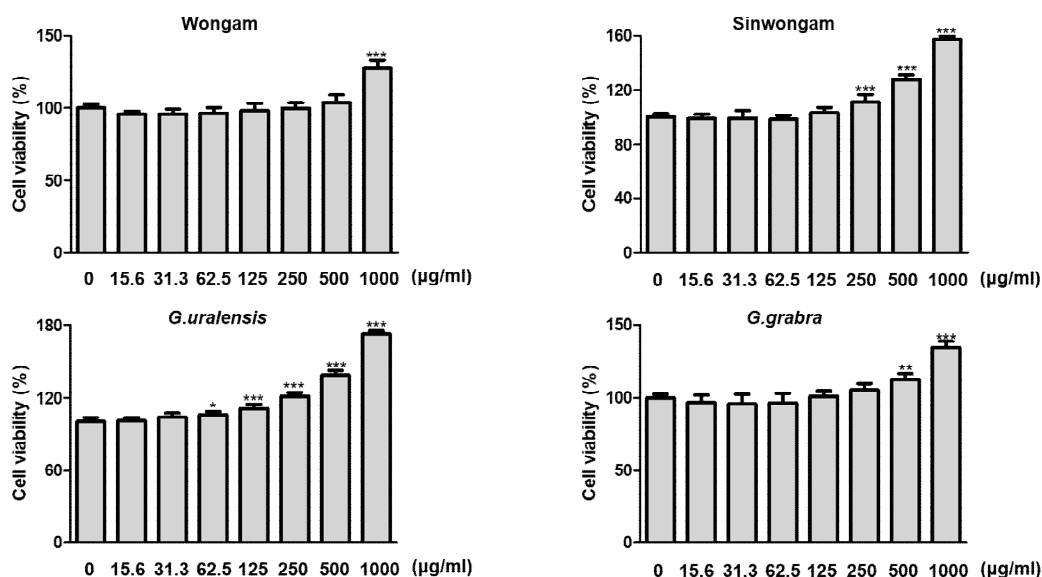 Wongam
Cell viability (%)
150
100
50
0
***
0 15.6 31.3 62.5 125 250 500 1000 (µg/ml)
Sinwongam
Cell viability (%)
160
120
80
40
0
*** *** ***
0 15.6 31.3 62.5 125 250 500 1000 (µg/ml)
G.uralensis
Cell viability (%)
180
120
60
0
* *** *** *** ***
0 15.6 31.3 62.5 125 250 500 1000 (µg/ml)
G.grabra
Cell viability (%)
150
100
50
0
** ***
0 15.6 31.3 62.5 125 250 500 1000 (µg/ml)